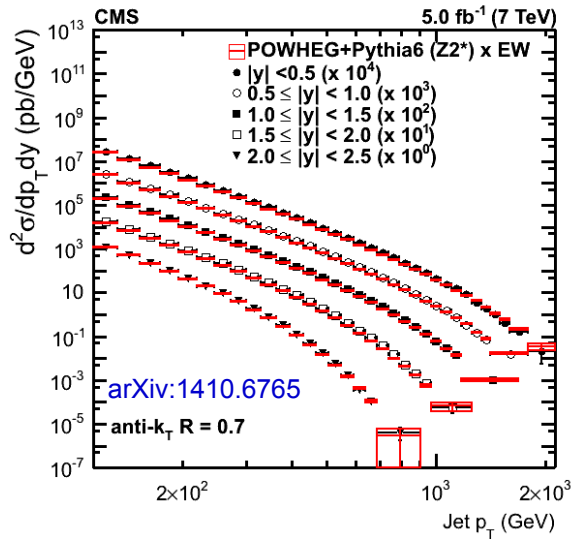 CMS 5.0 fb⁻¹ (7 TeV)
d²σ/dp_T dy (pb/GeV)
10¹³
10¹¹
10⁹
10⁷
10⁵
10³
10
10⁻¹
10⁻³
10⁻⁵
10⁻⁷
POWHEG+Pythia6 (Z2*) x EW
|y| <0.5 (x 10⁴)
0.5 ≤ |y| < 1.0 (x 10³)
1.0 ≤ |y| < 1.5 (x 10²)
1.5 ≤ |y| < 2.0 (x 10¹)
2.0 ≤ |y| < 2.5 (x 10⁰)
arXiv:1410.6765
anti-k_T R = 0.7
2×10² 10³ 2×10³
Jet p_T (GeV)